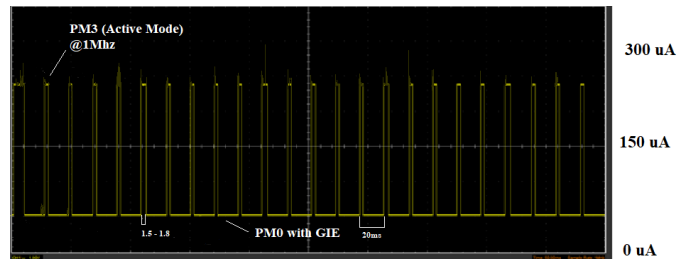 PM3 (Active Mode)
@1Mhz
300 uA
150 uA
1.5 - 1.8
PM0 with GIE
20ms
0 uA